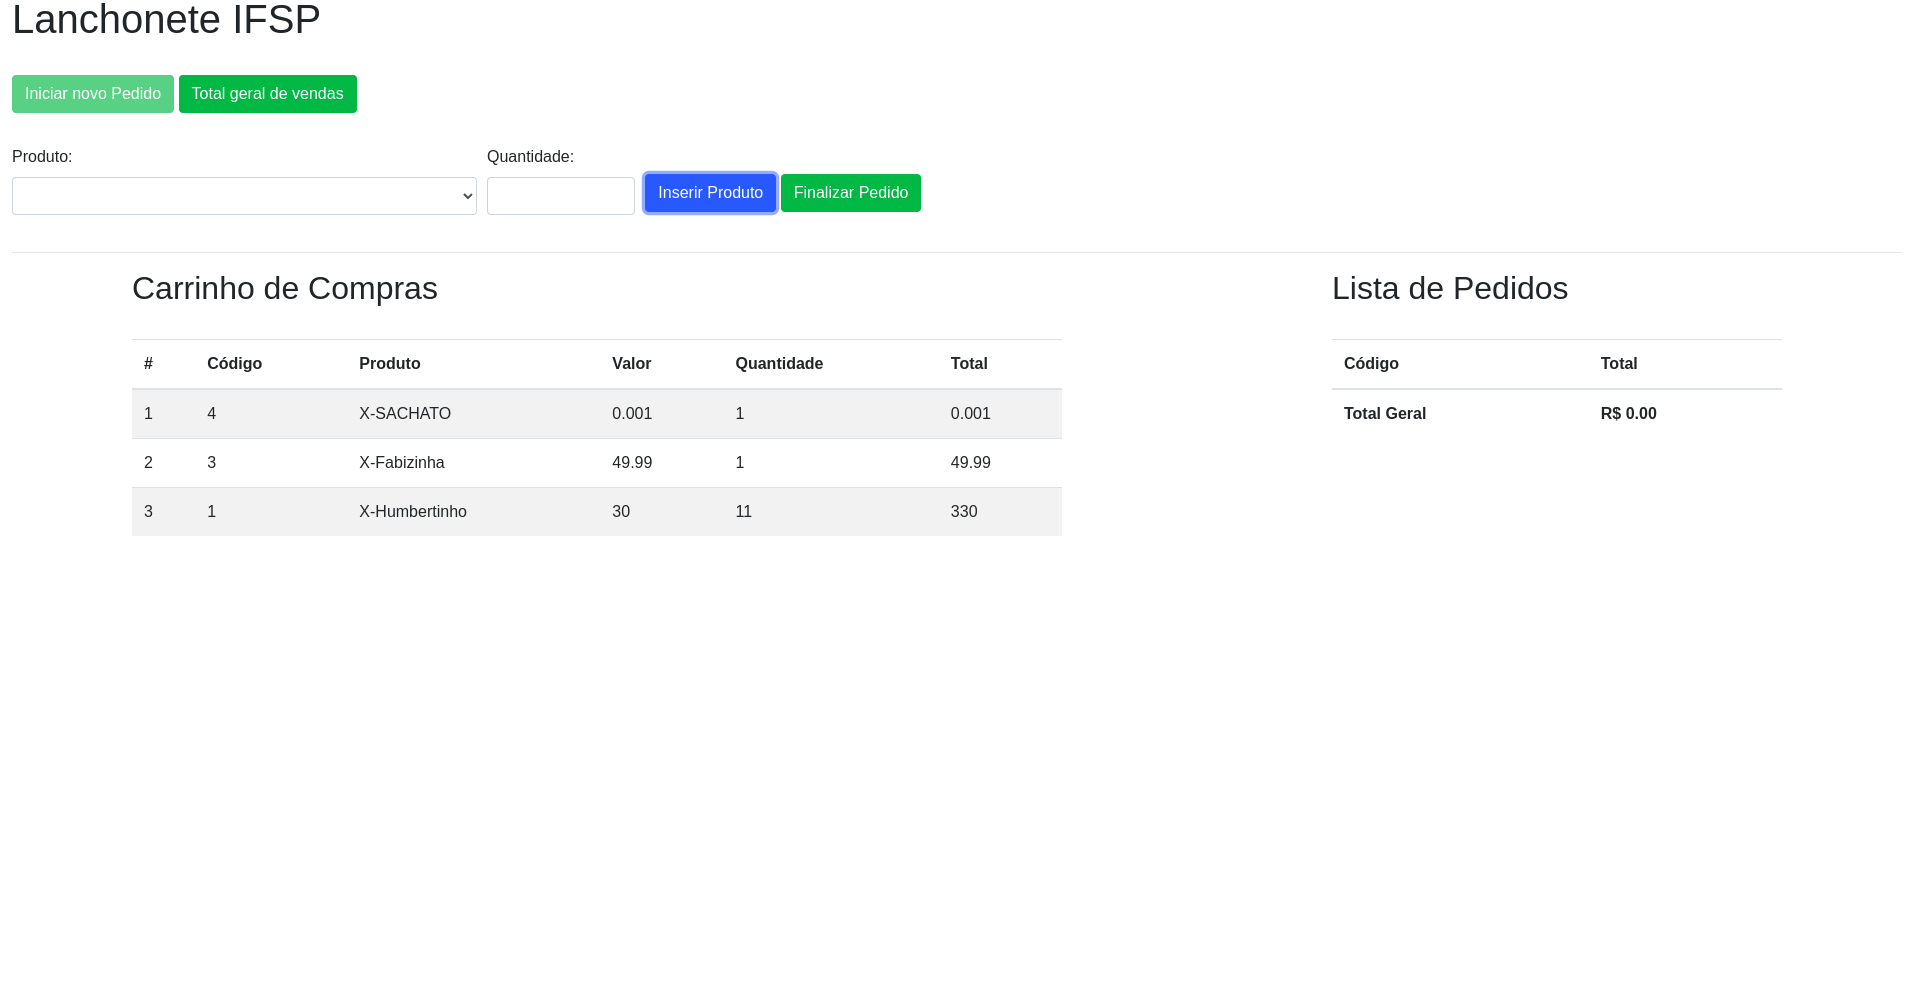 Lanchonete IFSP
Iniciar novo Pedido Total geral de vendas
Produto: Quantidade:
Inserir Produto Finalizar Pedido
Carrinho de Compras
# Código Produto Valor Quantidade Total
1 4 X-SACHATO 0.001 1 0.001
2 3 X-Fabizinha 49.99 1 49.99
3 1 X-Humbertinho 30 11 330
Lista de Pedidos
Código Total
Total Geral R$ 0.00